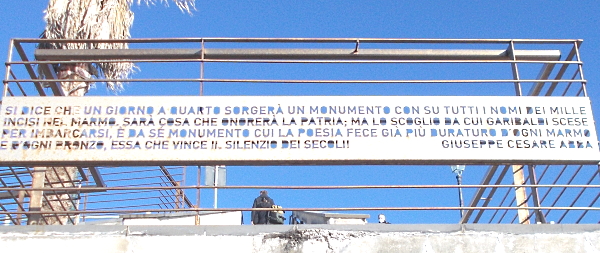 SI DICE CHE UN GIORNO A QUARTO SORGERÀ UN MONUMENTO CON SU TUTTI I NOMI DEI MILLE
INCISI NEL MARMO. SARÀ COSA CHE ONORERÀ LA PATRIA; MA LO SCOGLIO DA CUI GARIBALDI SCESE
PER IMBARCARSI, È DA SÉ MONUMENTO CUI LA POESIA FECE GIÀ PIÙ DURATURO D'OGNI MARMO
E D'OGNI BRONZO, ESSA CHE VINCE IL SILENZIO DEI SECOLI! GIUSEPPE CESARE ABBA